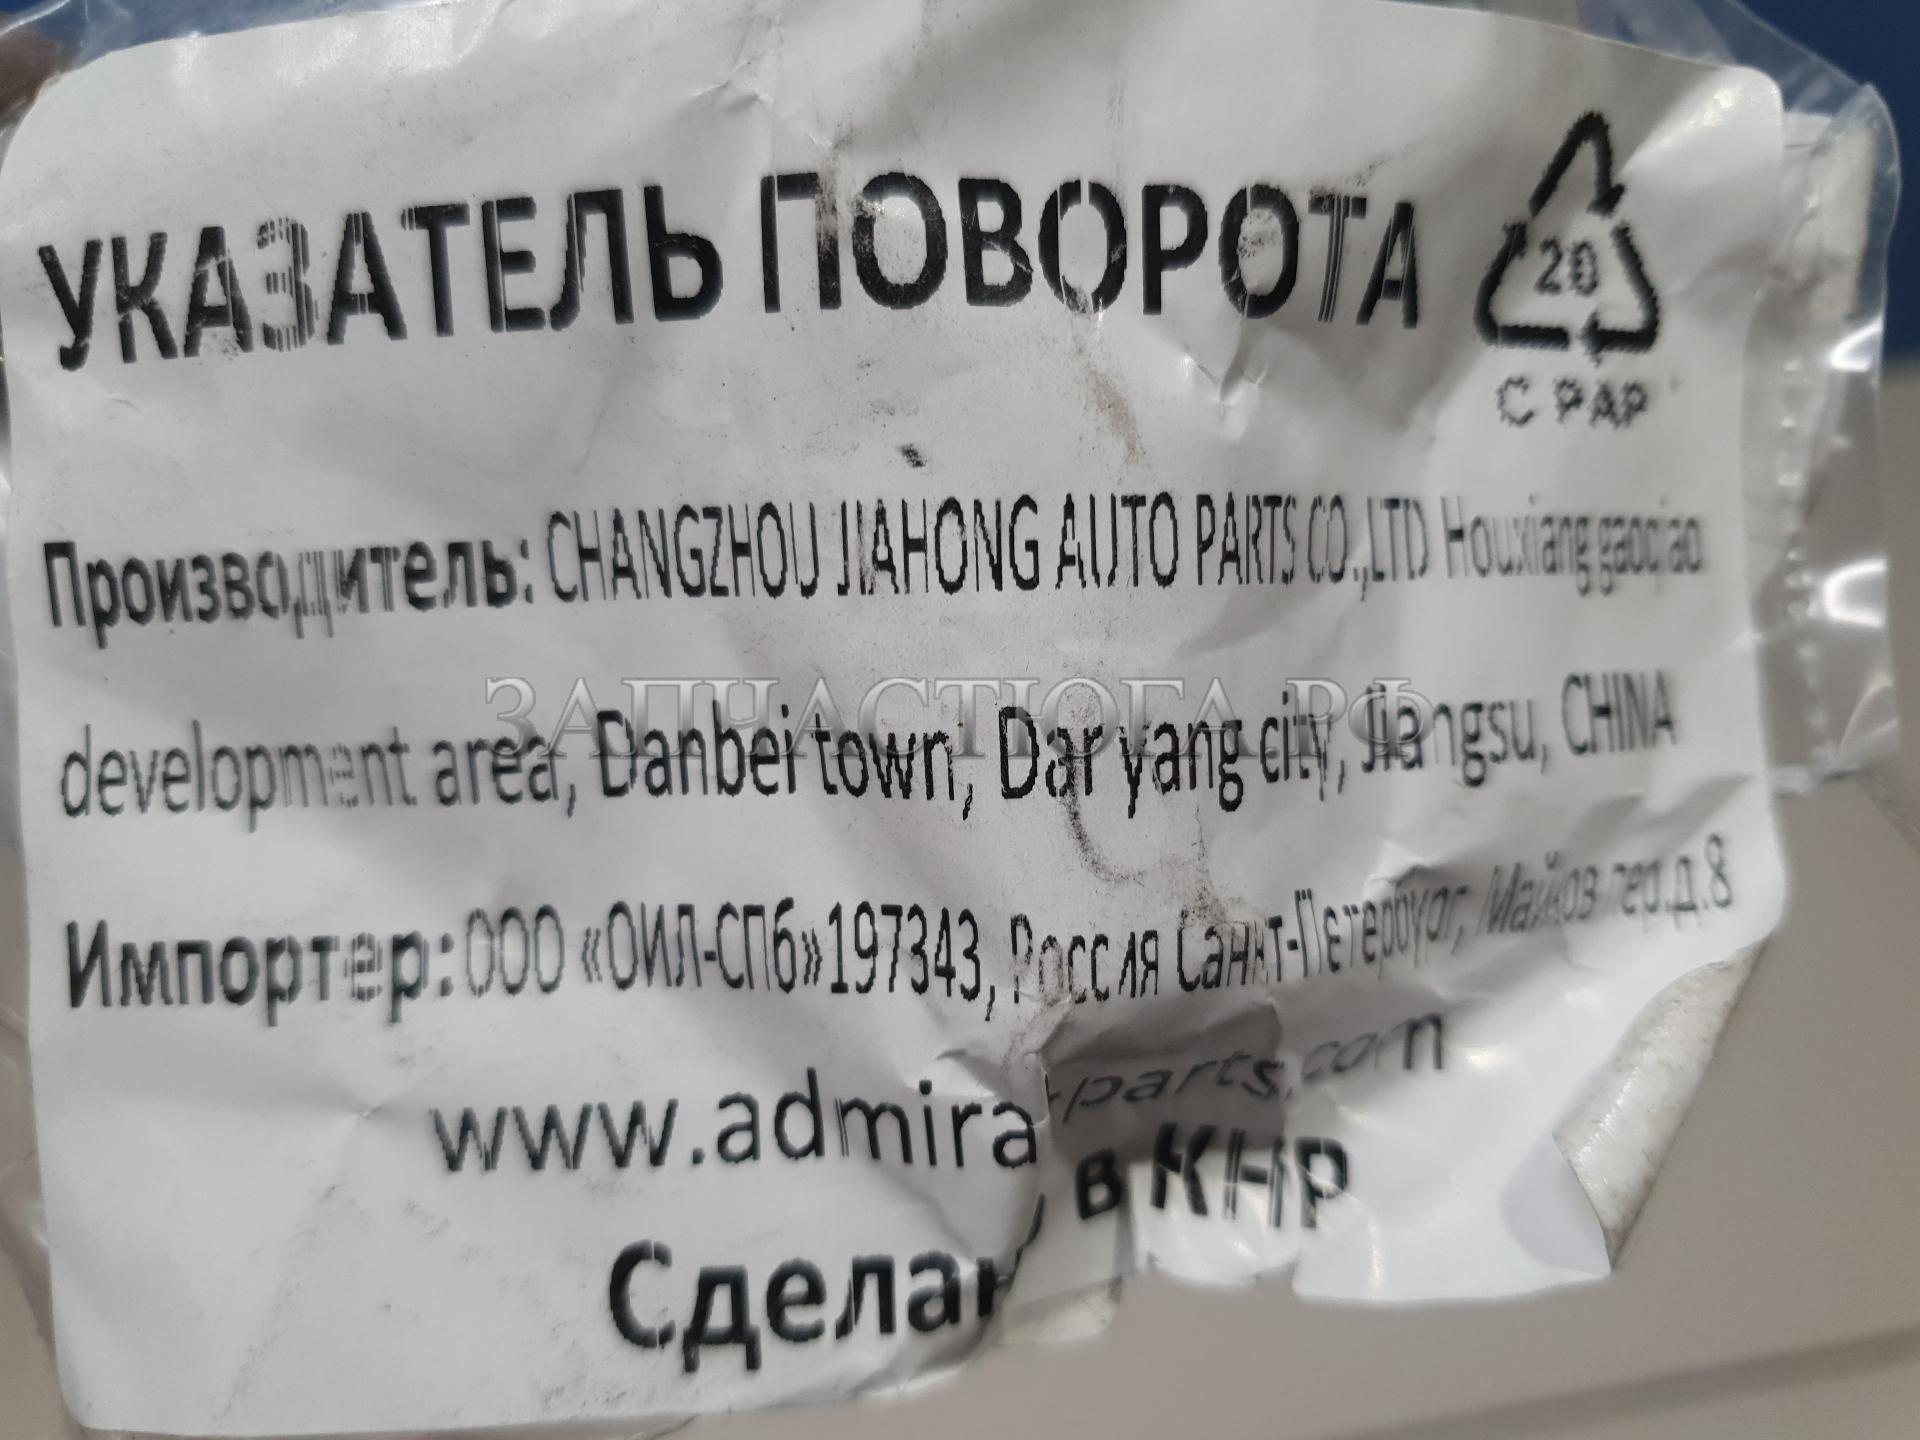 УКАЗАТЕЛЬ ПОВОРОТА
20
C PAP
Производитель: CHANGZHOU JIAHONG AUTO PARTS CO.,LTD Houxiang gaoqiao
development area, Danbei town, Dar yang city, Jiangsu, CHINA
ЗАПЧАСТЮГА.РФ
Импортер: ООО «ОИЛ-СПб» 197343, Россия Санкт-Петербург, Майков пер.д.8
www.admira-parts.com
Сделан в КНР